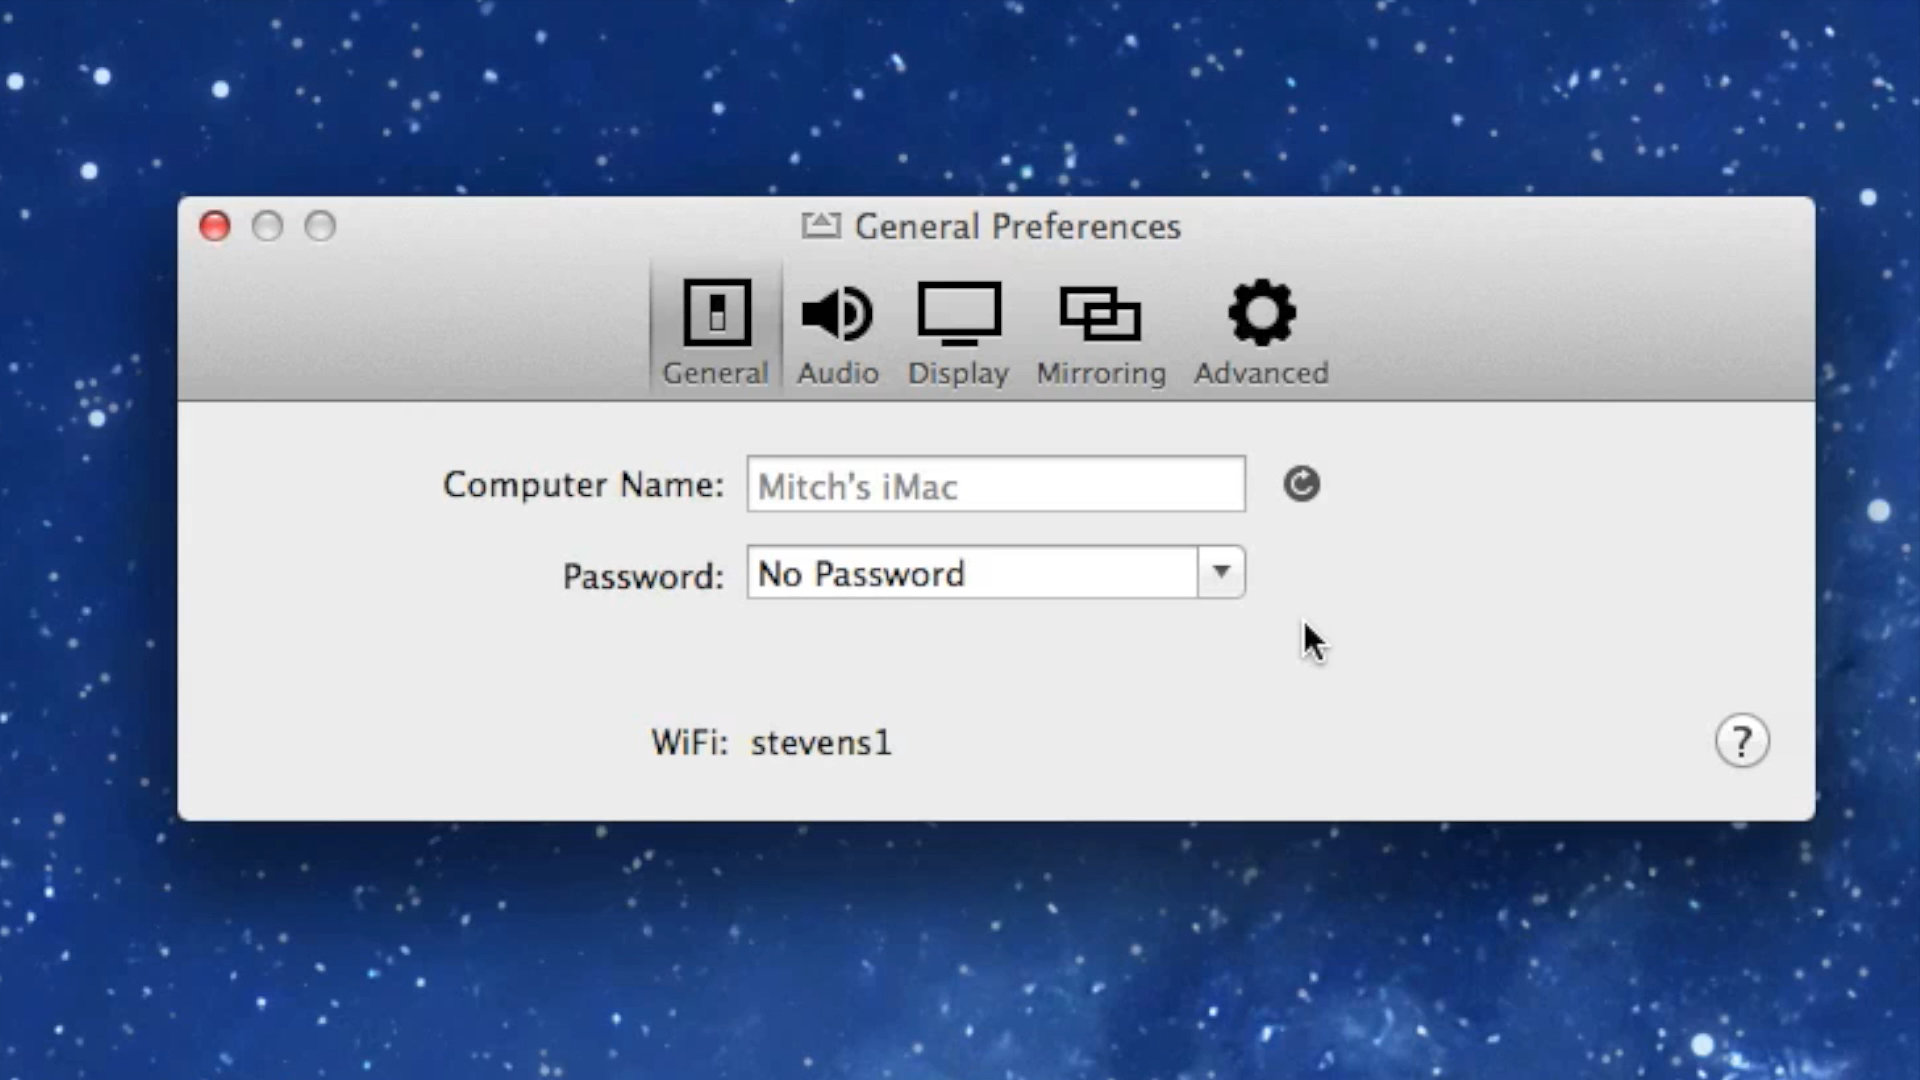 General Preferences
General Audio Display Mirroring Advanced
Computer Name: Mitch's iMac
Password: No Password
WiFi: stevens1
?